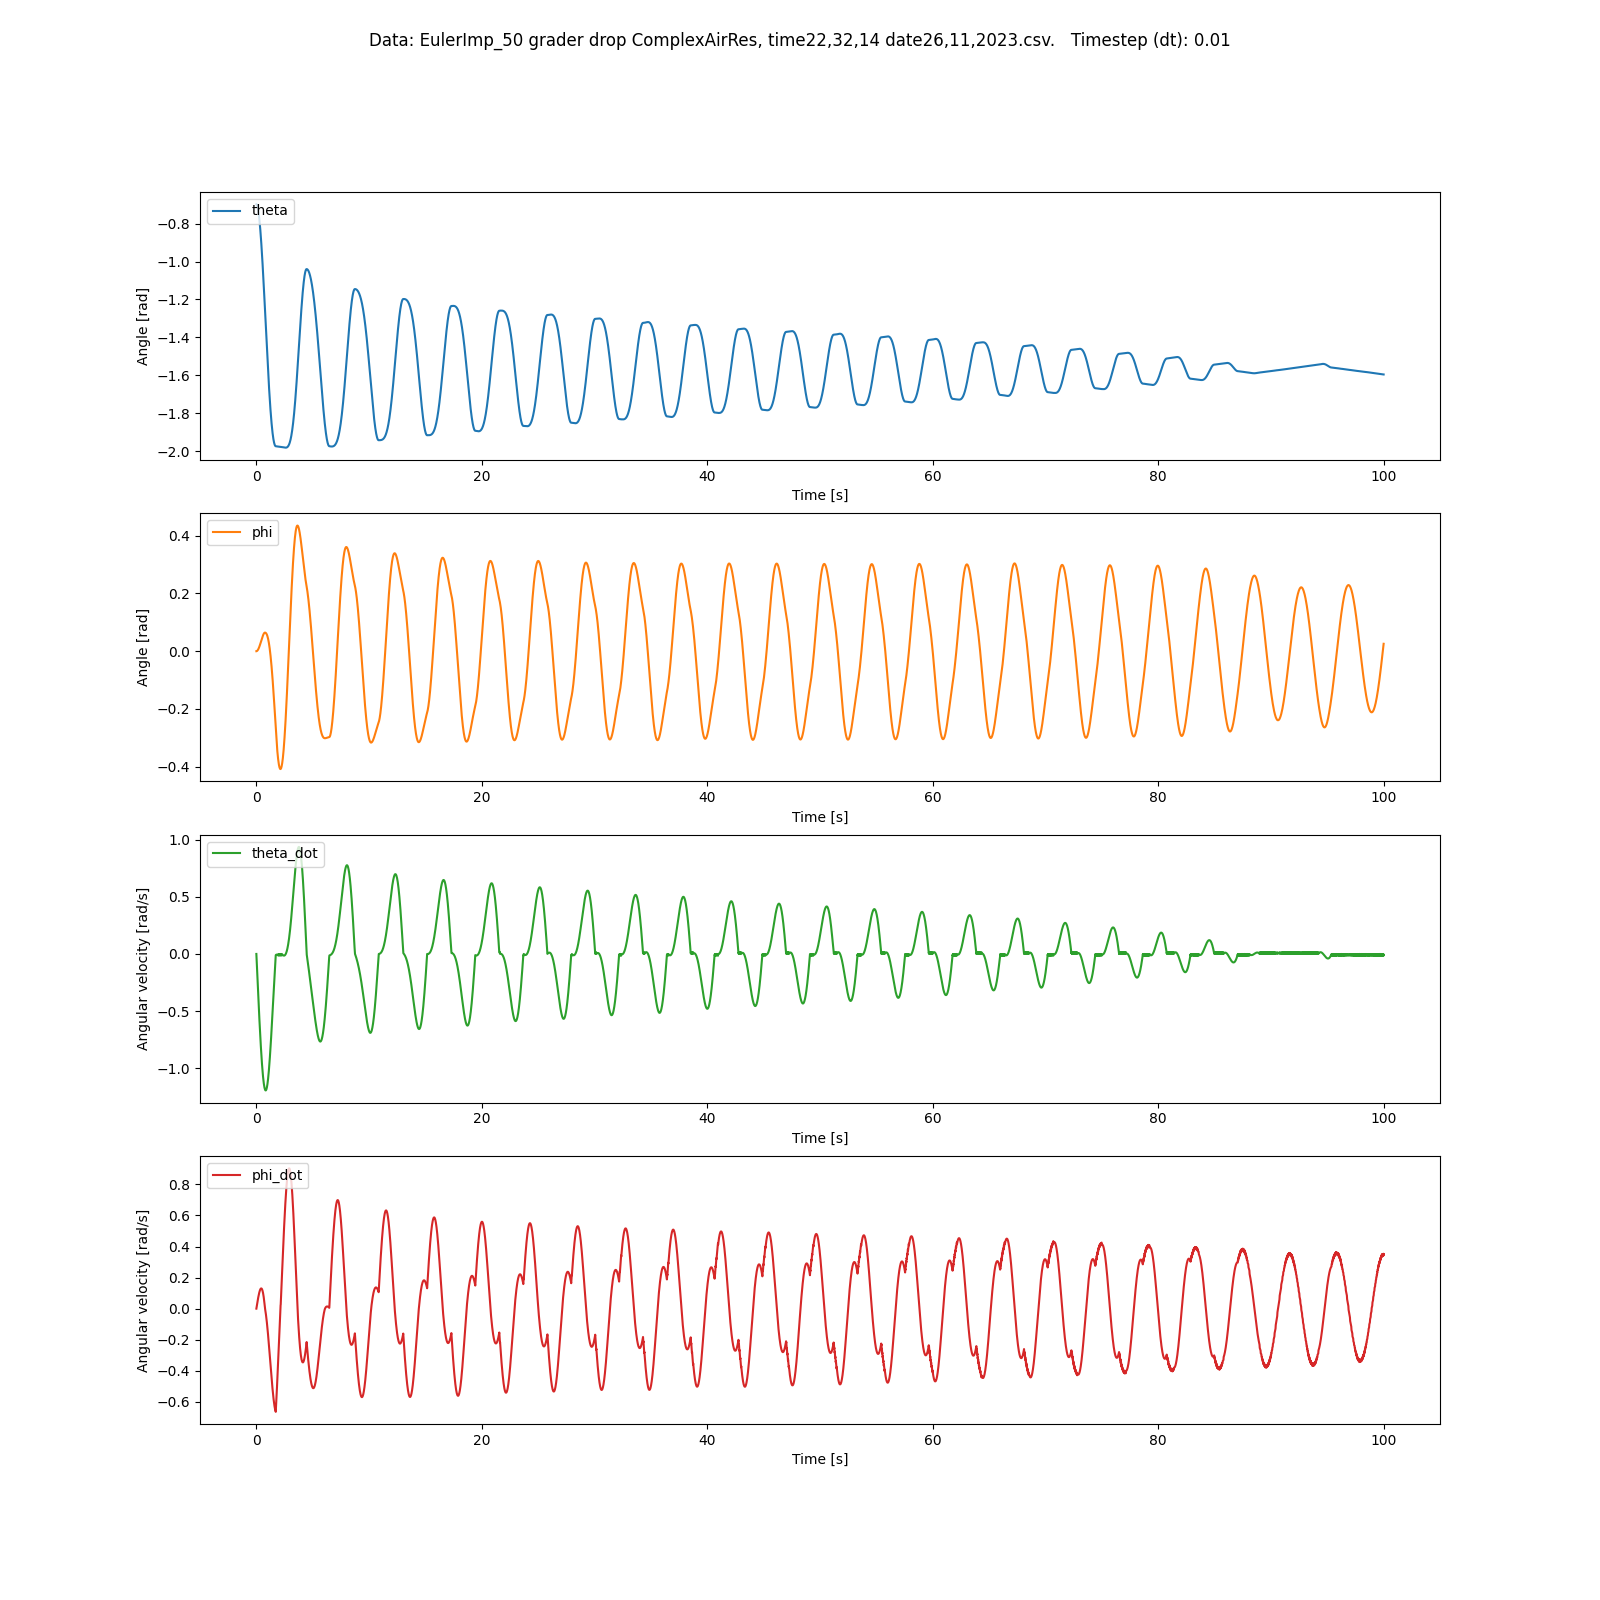 Data: EulerImp_50 grader drop ComplexAirRes, time22,32,14 date26,11,2023.csv.   Timestep (dt): 0.01
theta
Angle [rad]
−0.8
−1.0
−1.2
−1.4
−1.6
−1.8
−2.0
0 20 40 60 80 100
Time [s]
phi
Angle [rad]
0.4
0.2
0.0
−0.2
−0.4
0 20 40 60 80 100
Time [s]
theta_dot
Angular velocity [rad/s]
1.0
0.5
0.0
−0.5
−1.0
0 20 40 60 80 100
Time [s]
phi_dot
Angular velocity [rad/s]
0.8
0.6
0.4
0.2
0.0
−0.2
−0.4
−0.6
0 20 40 60 80 100
Time [s]